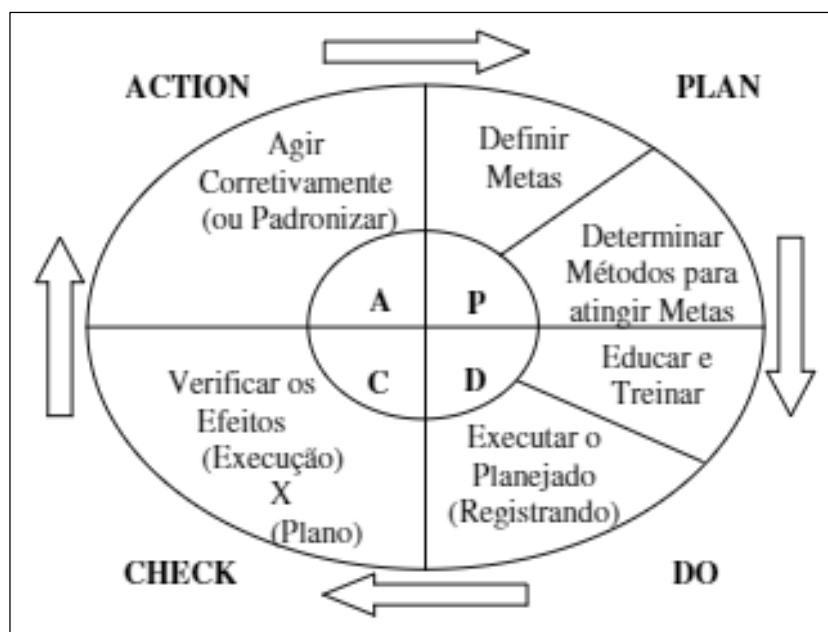 ACTION
PLAN
Agir
Corretivamente
(ou Padronizar)
Definir
Metas
Determinar
Métodos para
atingir Metas
A
P
C
D
Educar e
Treinar
Executar o
Planejado
(Registrando)
Verificar os
Efeitos
(Execução)
X
(Plano)
CHECK
DO